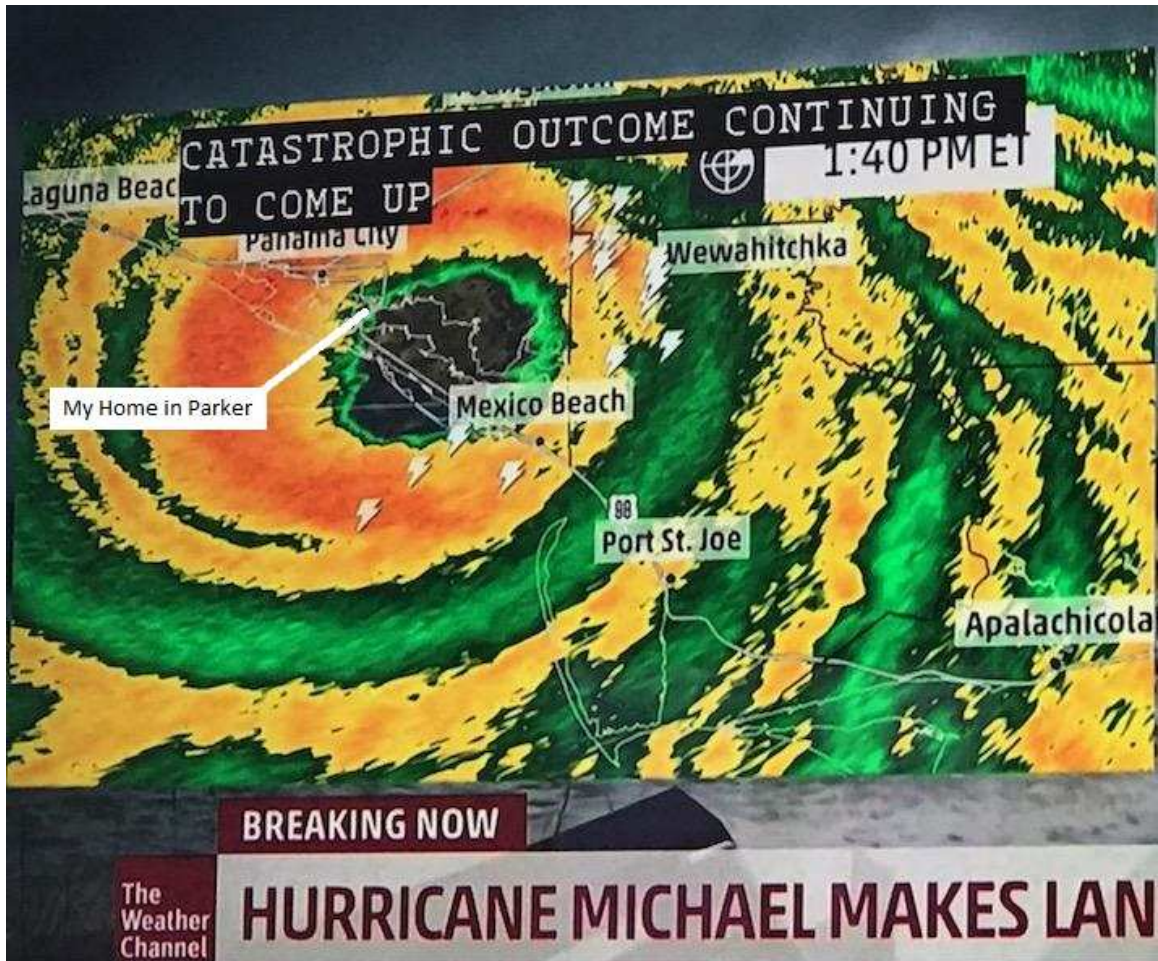 CATASTROPHIC OUTCOME CONTINUING
TO COME UP
1:40 PM ET
Laguna Beac
Panama City
Wewahitchka
My Home in Parker
Mexico Beach
98
Port St. Joe
Apalachicola
BREAKING NOW
The
Weather
Channel
HURRICANE MICHAEL MAKES LAN